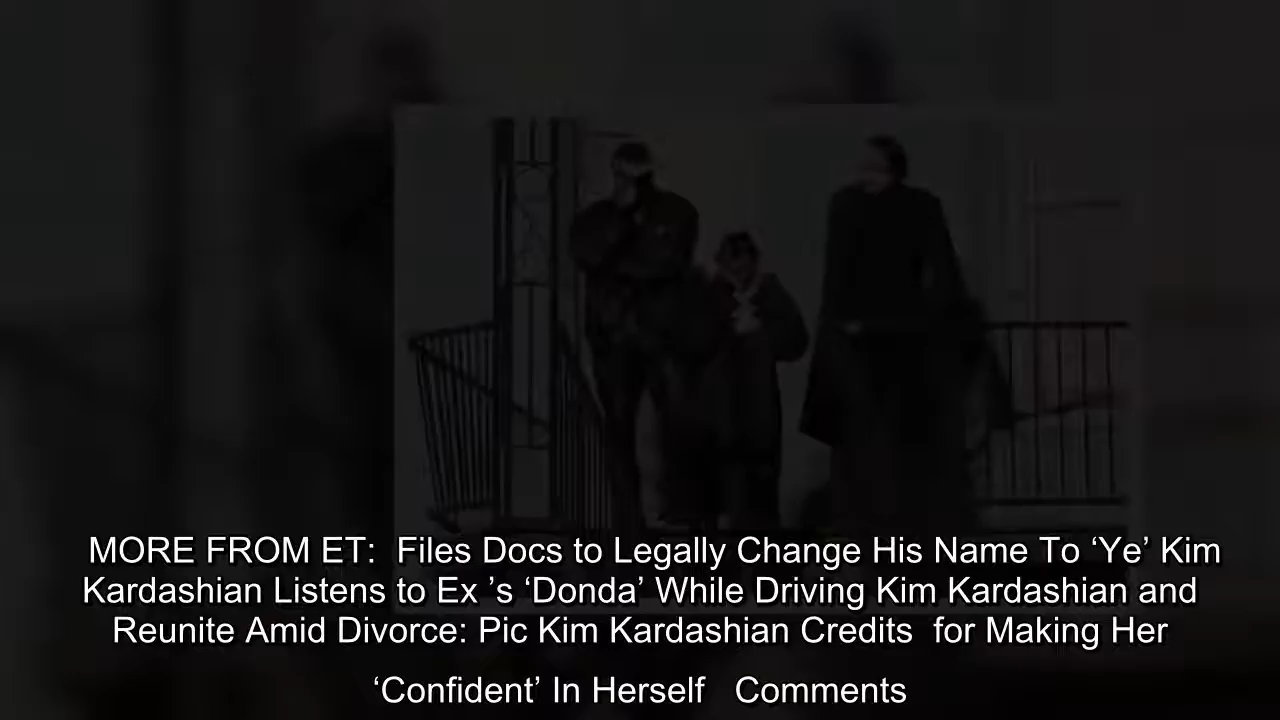 MORE FROM ET:  Files Docs to Legally Change His Name To ‘Ye’ Kim
Kardashian Listens to Ex ’s ‘Donda’ While Driving Kim Kardashian and
Reunite Amid Divorce: Pic Kim Kardashian Credits  for Making Her
‘Confident’ In Herself   Comments